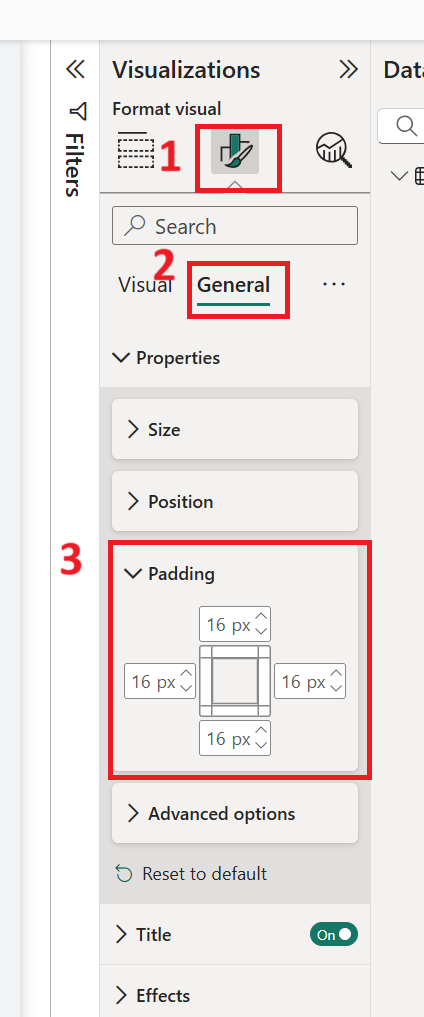 Visualizations
Data
Format visual
Filters
1
Search
2
Visual
General
...
Properties
Size
Position
3
Padding
16 px
16 px
16 px
16 px
Advanced options
Reset to default
Title
On
Effects